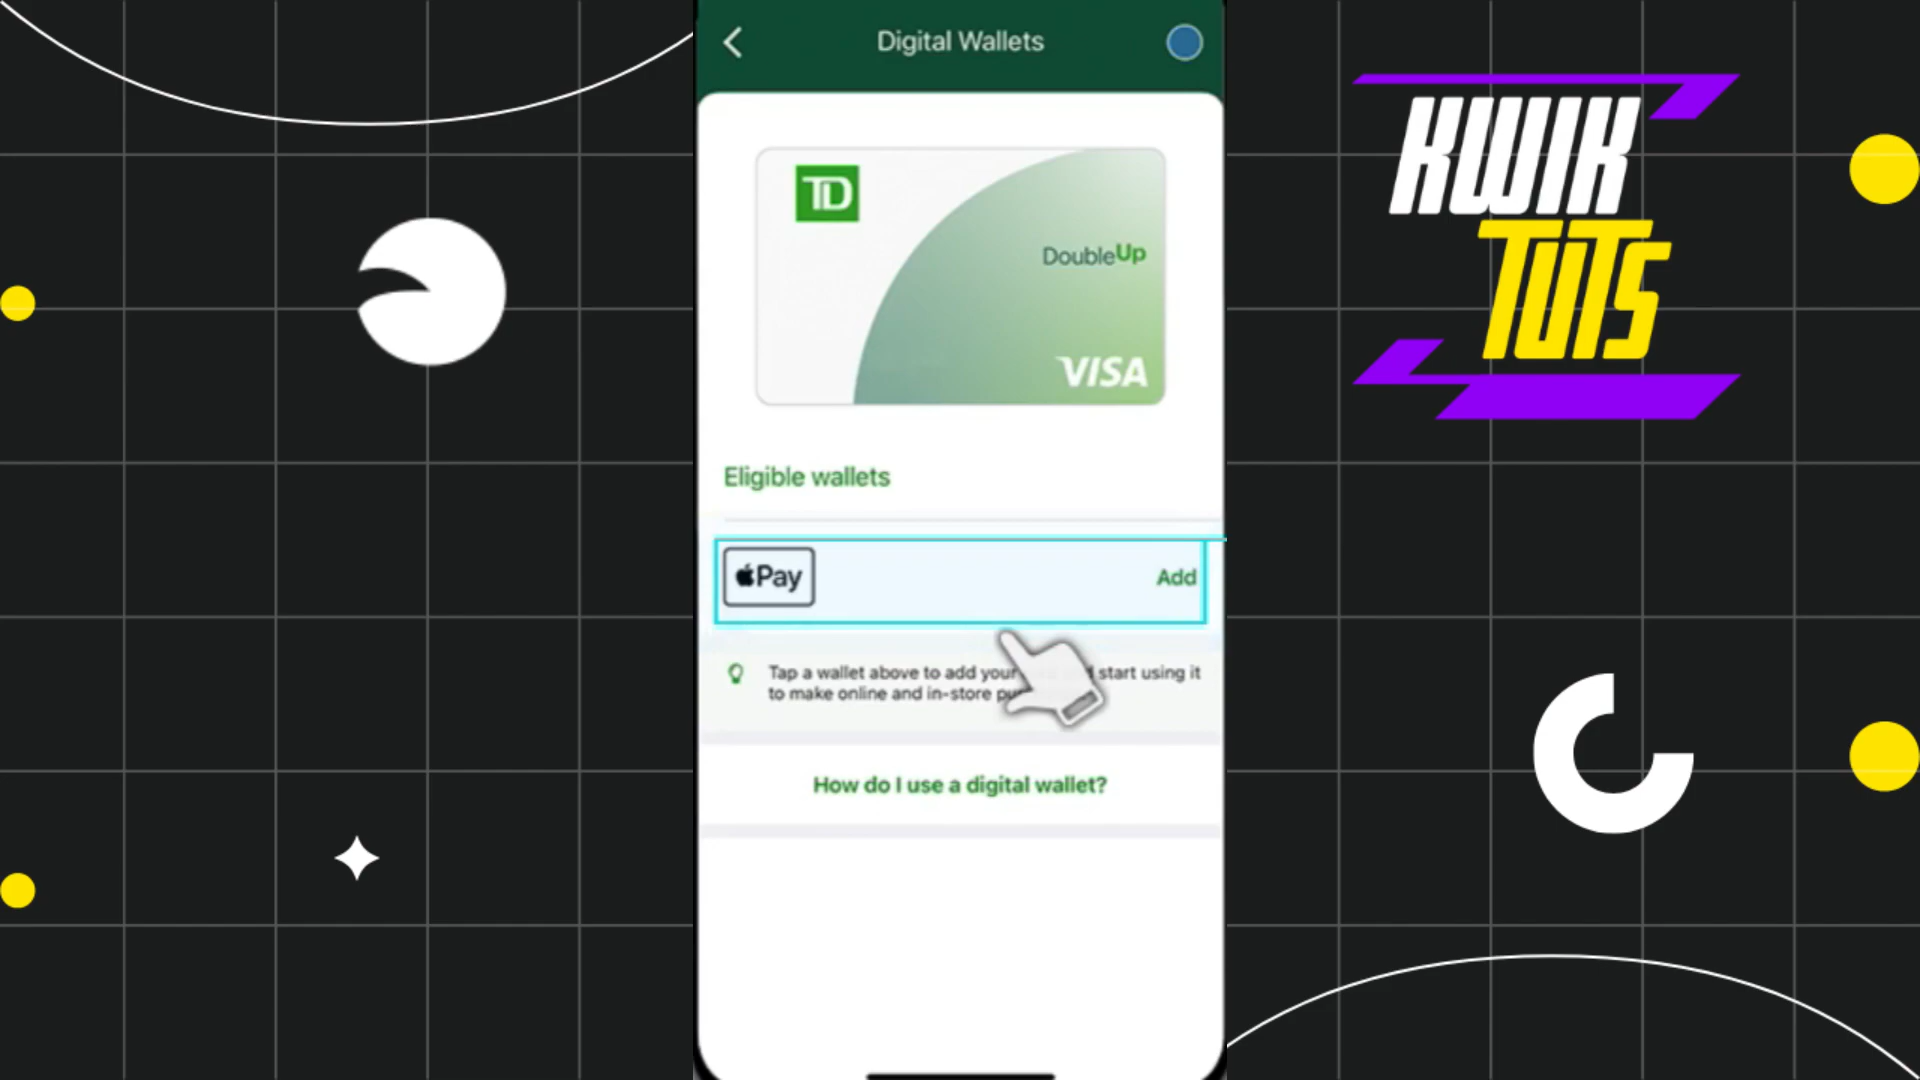 Digital Wallets
KWIK
TUTS
TD
DoubleUp
VISA
Eligible wallets
Pay
Add
Tap a wallet above to add your start using it
to make online and in-store
How do I use a digital wallet?